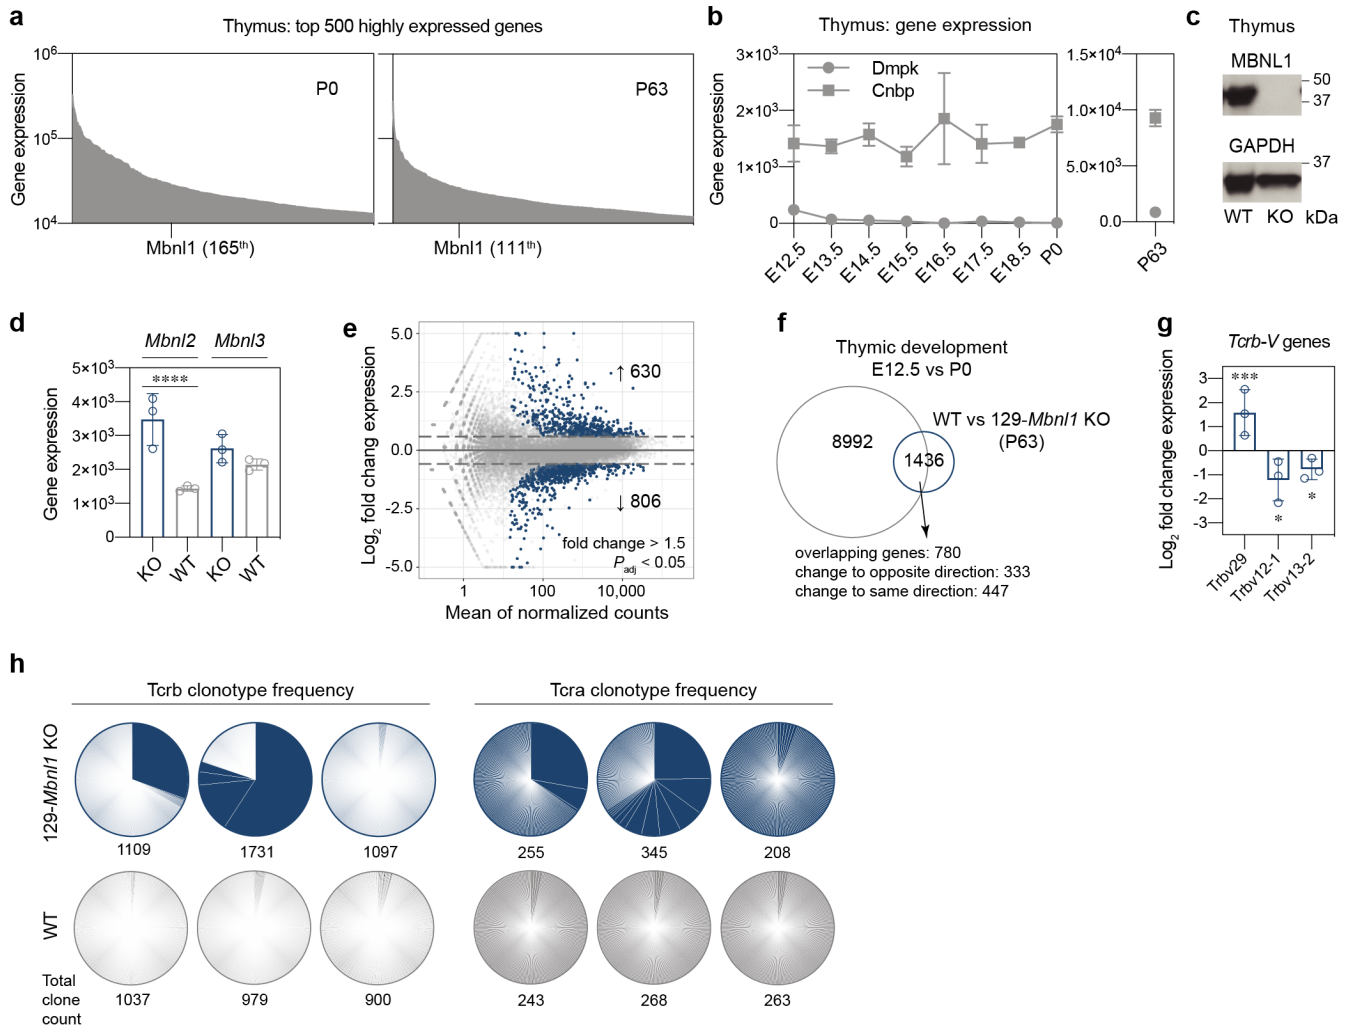 a
Thymus: top 500 highly expressed genes
Gene expression
10⁶
10⁵
10⁴
P0
P63
Mbnl1 (165ᵗʰ)
Mbnl1 (111ᵗʰ)
b
Thymus: gene expression
Gene expression
3×10³
2×10³
1×10³
0
Dmpk
Cnbp
E12.5
E13.5
E14.5
E15.5
E16.5
E17.5
E18.5
P0
1.5×10⁴
1.0×10⁴
5.0×10³
0.0
P63
c
Thymus
MBNL1
50
37
GAPDH
37
WT KO kDa
d
Mbnl2 Mbnl3
Gene expression
5×10³
4×10³
3×10³
2×10³
1×10³
0
****
KO
WT
KO
WT
e
Log₂ fold chang expression
5.0
2.5
0.0
-2.5
-5.0
↑ 630
↓ 806
fold change > 1.5
P adj < 0.05
1
100
10,000
Mean of normalized counts
f
Thymic development
E12.5 vs P0
WT vs 129-Mbnl1 KO
(P63)
8992
1436
overlapping genes: 780
change to opposite direction: 333
change to same direction: 447
g
Tcrb-V genes
Log₂ fold change expression
3
2
1
0
-1
-2
-3
***
*
*
Trbv29
Trbv12-1
Trbv13-2
h
Tcrb clonotype frequency
Tcra clonotype frequency
129-Mbnl1 KO
1109
1731
1097
255
345
208
WT
Total
clone
count
1037
979
900
243
268
263